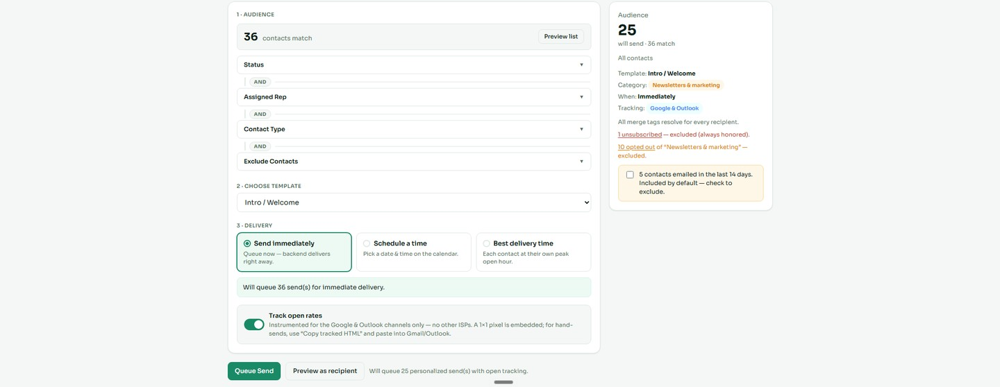 1 · AUDIENCE
36 contacts match
Preview list
Status ▼
AND
Assigned Rep ▼
AND
Contact Type ▼
AND
Exclude Contacts ▼
2 · CHOOSE TEMPLATE
Intro / Welcome
3 · DELIVERY
Send immediately
Queue now — backend delivers
right away.
Schedule a time
Pick a date & time on the calendar.
Best delivery time
Each contact at their own peak
open hour.
Will queue 36 send(s) for immediate delivery.
Track open rates
Instrumented for the Google & Outlook channels only — no other ISPs. A 1×1 pixel is embedded; for hand-
sends, use “Copy tracked HTML” and paste into Gmail/Outlook.
Queue Send
Preview as recipient
Will queue 25 personalized send(s) with open tracking.
Audience
25
will send · 36 match
All contacts
Template: Intro / Welcome
Category: Newsletters & marketing
When: Immediately
Tracking: Google & Outlook
All merge tags resolve for every recipient.
1 unsubscribed — excluded (always honored).
10 opted out of “Newsletters & marketing” —
excluded.
5 contacts emailed in the last 14 days.
Included by default — check to
exclude.